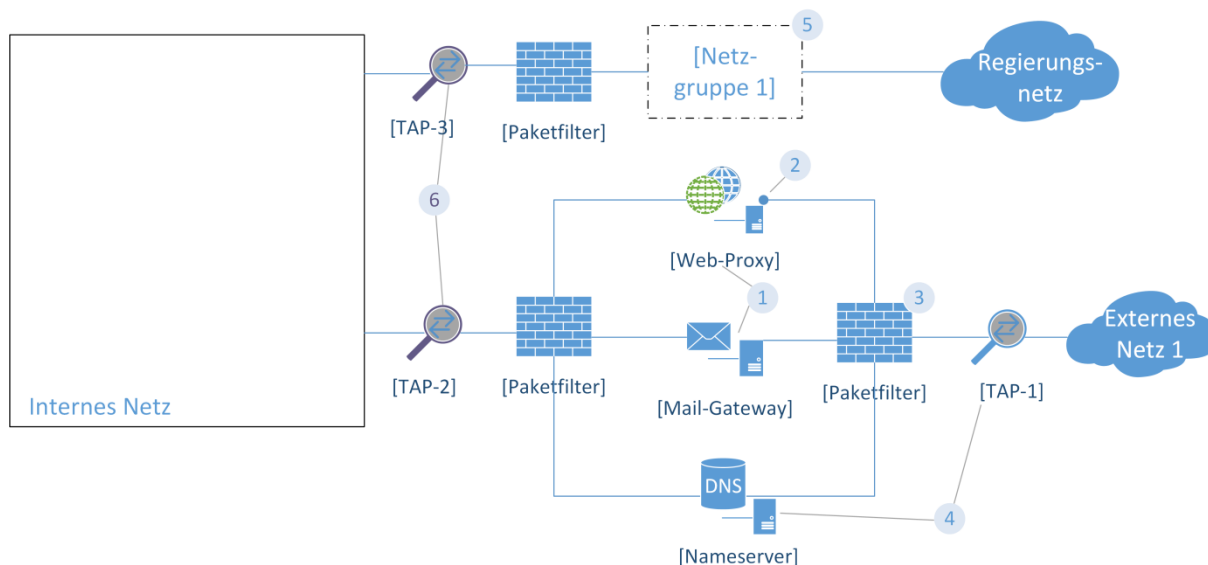 5
[Netz-
gruppe 1]
Regierungs-
netz
[TAP-3]
[Paketfilter]
6
2
[Web-Proxy]
1
3
Externes
Netz 1
[TAP-2]
[Paketfilter]
[Mail-Gateway]
[Paketfilter]
[TAP-1]
Internes Netz
DNS
4
[Nameserver]